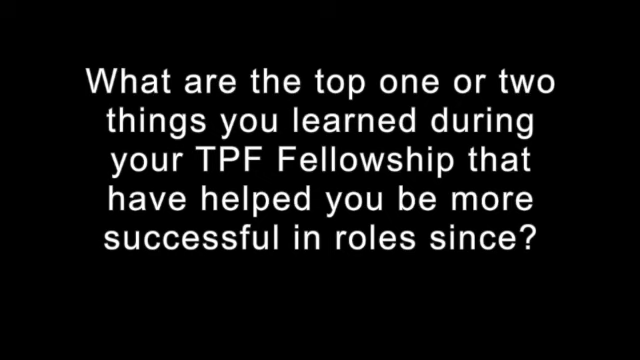 What are the top one or two
things you learned during
your TPF Fellowship that
have helped you be more
successful in roles since?